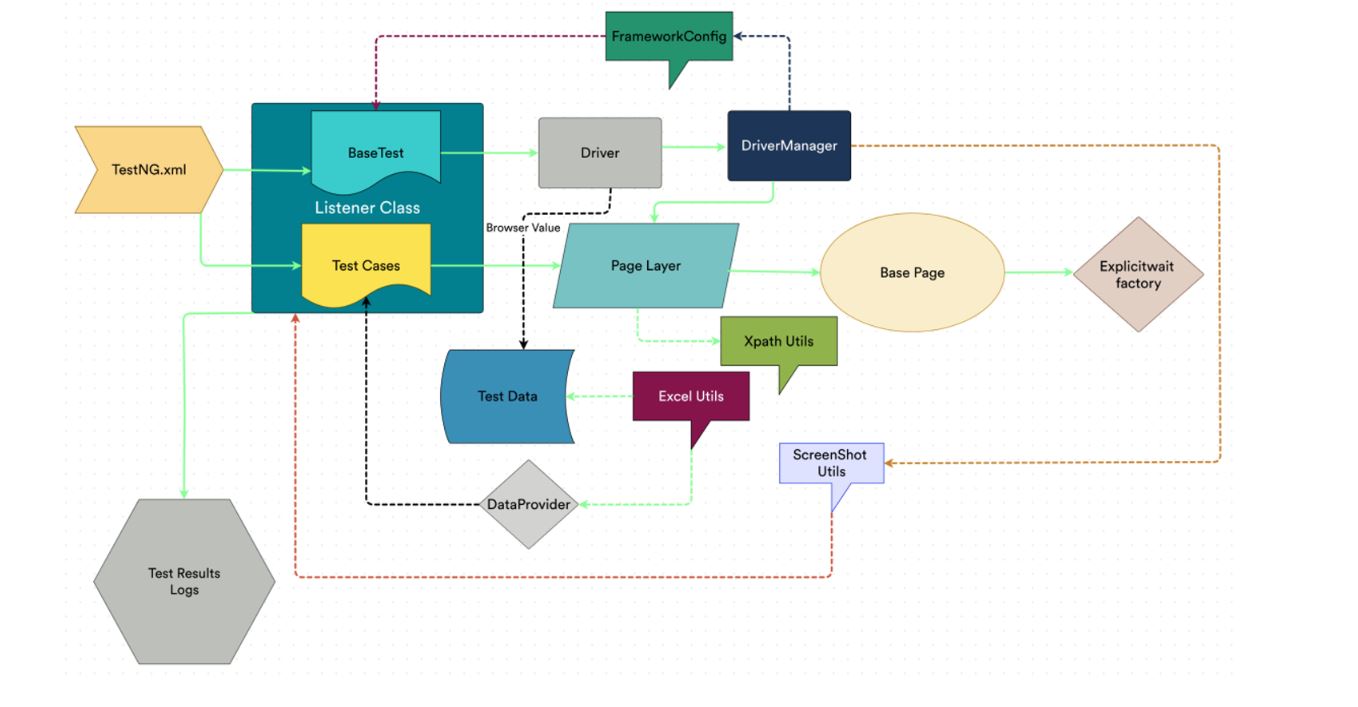 FrameworkConfig
TestNG.xml
BaseTest
Driver
DriverManager
Listener Class
Browser Value
Test Cases
Page Layer
Base Page
Explicitwait
factory
Xpath Utils
Test Data
Excel Utils
ScreenShot
Utils
DataProvider
Test Results
Logs